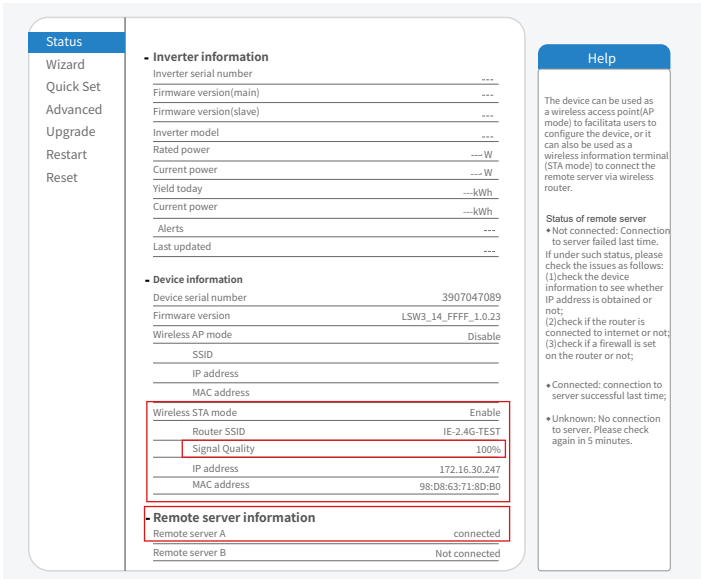 Status
Wizard
Quick Set
Advanced
Upgrade
Restart
Reset
- Inverter information
Inverter serial number ---
Firmware version(main) ---
Firmware version(slave) ---
Inverter model ---
Rated power --- W
Current power --- W
Yield today ---kWh
Current power ---kWh
Alerts ---
Last updated ---
- Device information
Device serial number 3907047089
Firmware version LSW3_14_FFFF_1.0.23
Wireless AP mode Disable
SSID
IP address
MAC address
Wireless STA mode Enable
Router SSID IE-2.4G-TEST
Signal Quality 100%
IP address 172.16.30.247
MAC address 98:D8:63:71:8D:B0
- Remote server information
Remote server A connected
Remote server B Not connected
Help
The device can be used as
a wireless access point(AP
mode) to facilitata users to
configure the device, or it
can also be used as a
wireless information terminal
(STA mode) to connect the
remote server via wireless
router.
Status of remote server
◆Not connected: Connection
to server failed last time.
If under such status, please
check the issues as follows:
(1)check the device
information to see whether
IP address is obtained or
not;
(2)check if the router is
connected to internet or not;
(3)check if a firewall is set
on the router or not;
◆Connected: connection to
server successful last time;
◆Unknown: No connection
to server. Please check
again in 5 minutes.